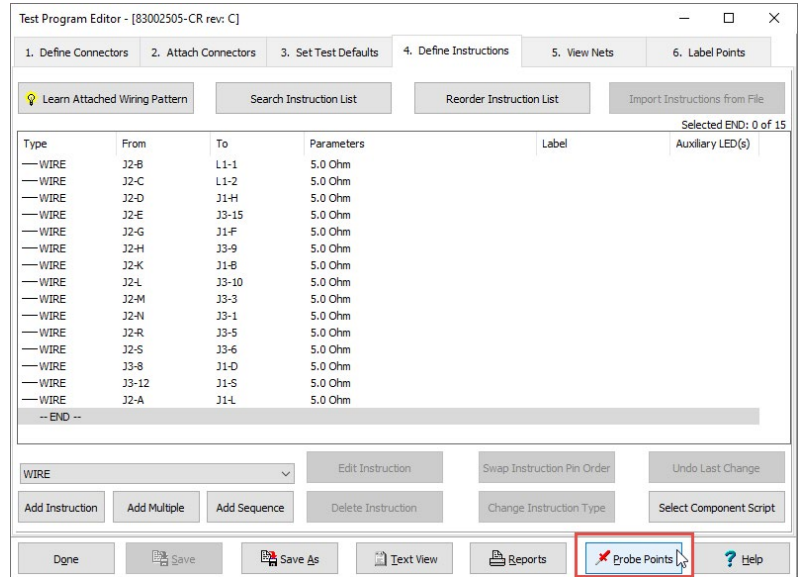 Test Program Editor - [83002505-CR rev: C]
1. Define Connectors 2. Attach Connectors 3. Set Test Defaults 4. Define Instructions 5. View Nets 6. Label Points
Learn Attached Wiring Pattern Search Instruction List Reorder Instruction List Import Instructions from File
Selected END: 0 of 15
Type From To Parameters Label Auxiliary LED(s)
WIRE J2-B L1-1 5.0 Ohm
WIRE J2-C L1-2 5.0 Ohm
WIRE J2-D J1-H 5.0 Ohm
WIRE J2-E J3-15 5.0 Ohm
WIRE J2-G J1-F 5.0 Ohm
WIRE J2-H J3-9 5.0 Ohm
WIRE J2-K J1-B 5.0 Ohm
WIRE J2-L J3-10 5.0 Ohm
WIRE J2-M J3-3 5.0 Ohm
WIRE J2-N J3-1 5.0 Ohm
WIRE J2-R J3-5 5.0 Ohm
WIRE J2-S J3-6 5.0 Ohm
WIRE J3-8 J1-D 5.0 Ohm
WIRE J3-12 J1-S 5.0 Ohm
WIRE J2-A J1-L 5.0 Ohm
-- END --
WIRE Edit Instruction Swap Instruction Pin Order Undo Last Change
Add Instruction Add Multiple Add Sequence Delete Instruction Change Instruction Type Select Component Script
Done Save Save As Text View Reports Probe Points Help